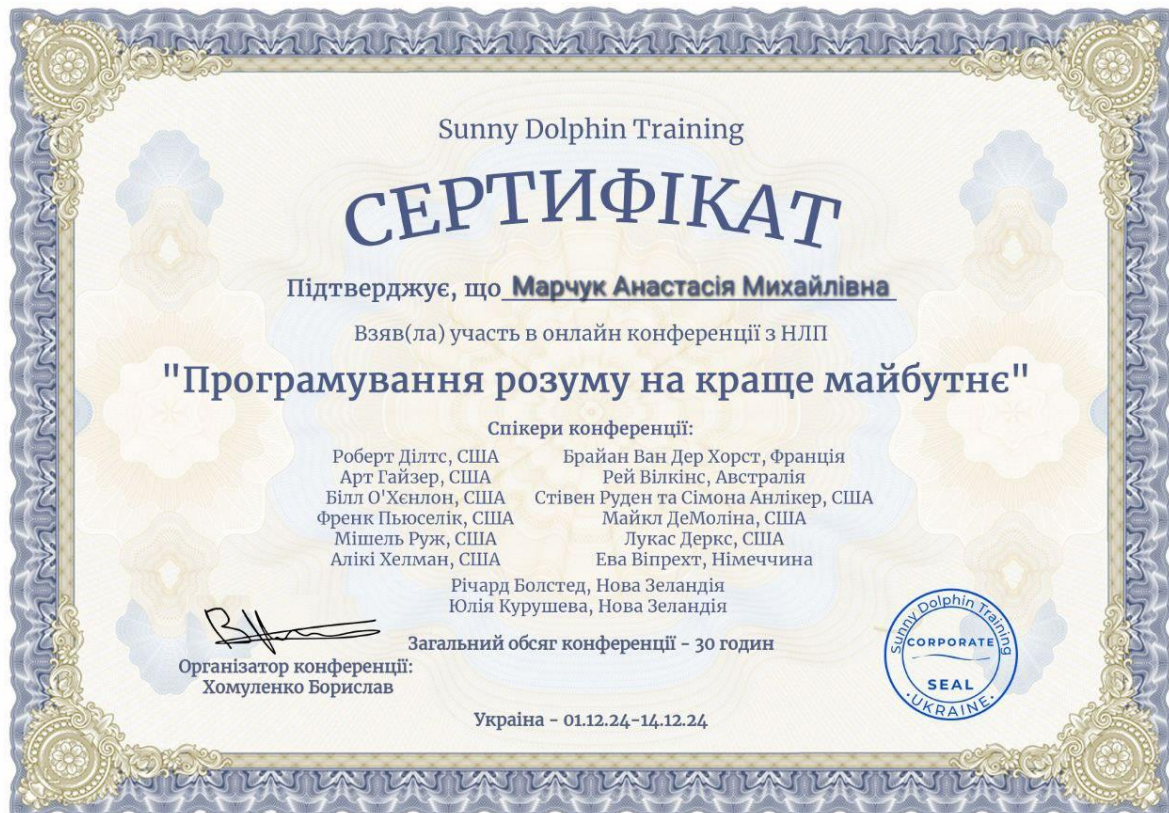 Sunny Dolphin Training
СЕРТИФІКАТ
Підтверджує, що Марчук Анастасія Михайлівна
Взяв(ла) участь в онлайн конференції з НЛП
"Програмування розуму на краще майбутнє"
Спікери конференції:
Роберт Ділтс, США
Арт Гайзер, США
Білл О'Хєнлон, США
Френк Пьюселік, США
Мішель Руж, США
Алікі Хелман, США
Брайан Ван Дер Хорст, Франція
Рей Вілкінс, Австралія
Стівен Руден та Сімона Анлікер, США
Майкл ДеМоліна, США
Лукас Деркс, США
Ева Віпрехт, Німеччина
Річард Болстед, Нова Зеландія
Юлія Курушева, Нова Зеландія
Загальний обсяг конференції - 30 годин
Організатор конференції:
Хомуленко Борислав
Sunny Dolphin Training
CORPORATE
SEAL
·UKRAINE·
Україна - 01.12.24-14.12.24